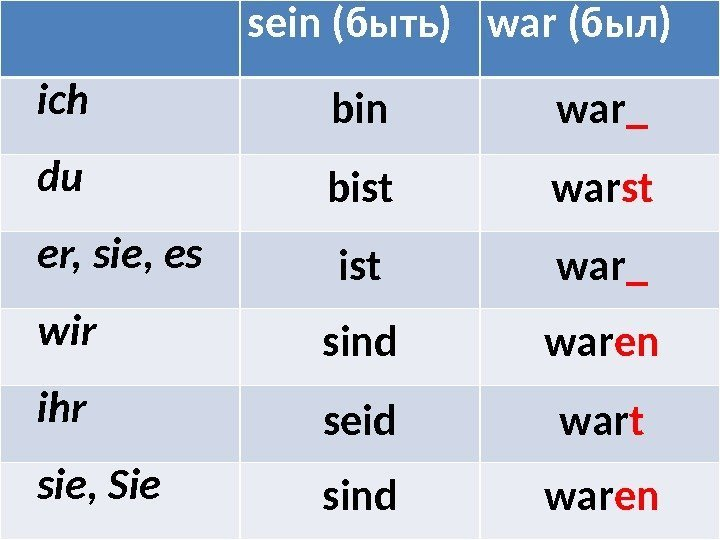 sein (быть) war (был)
ich bin war_
du bist warst
er, sie, es ist war_
wir sind waren
ihr seid wart
sie, Sie sind waren